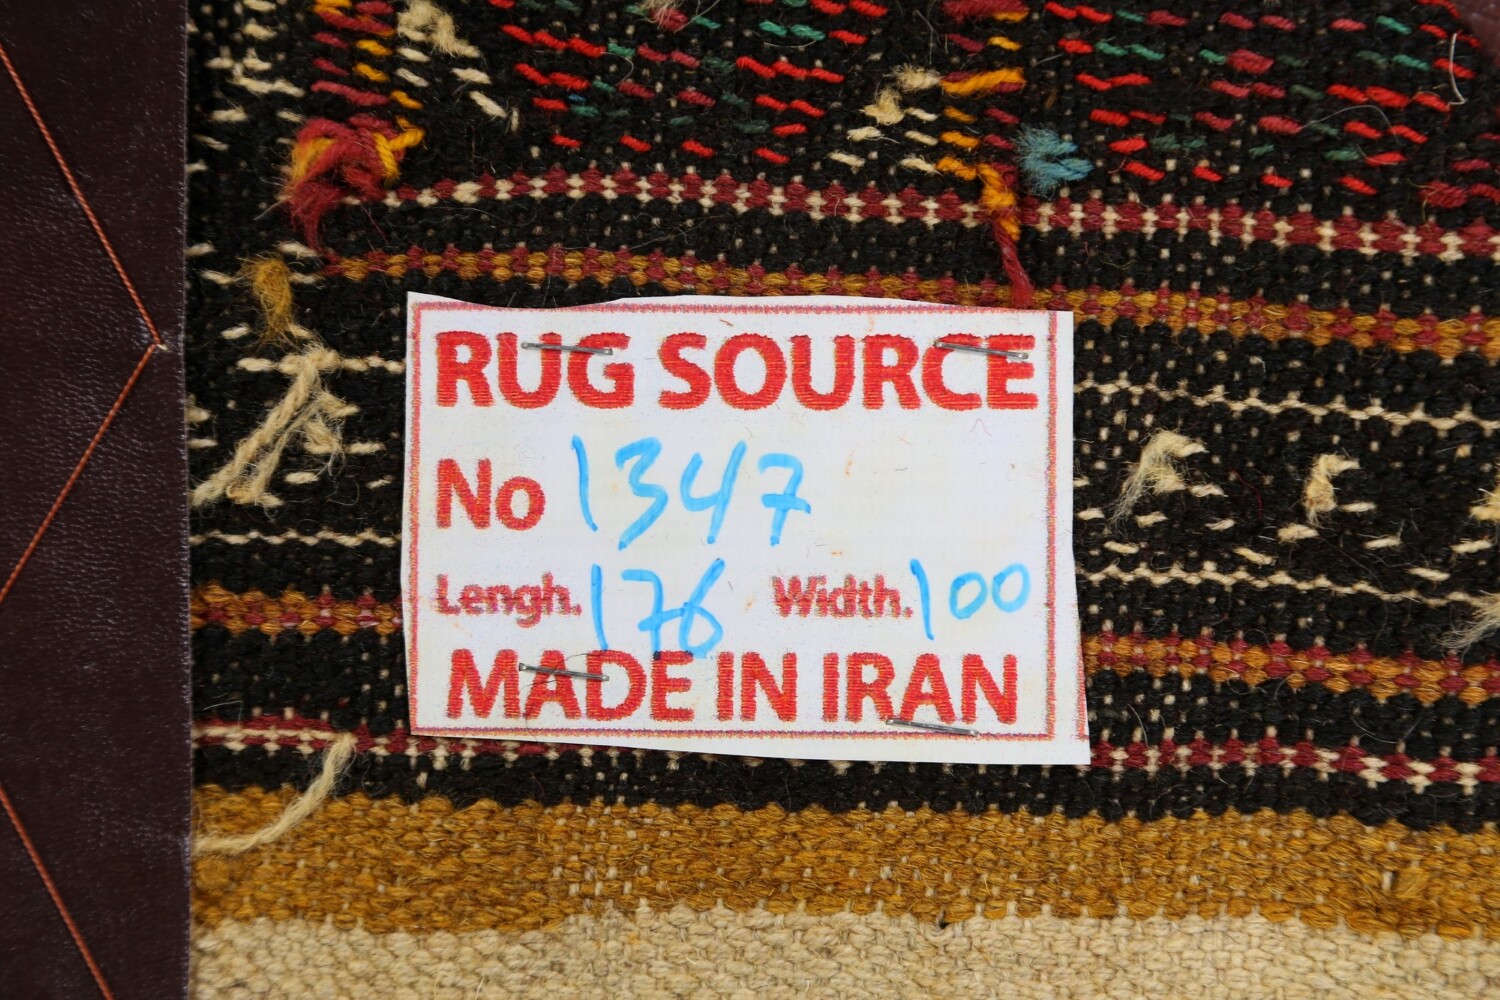 RUG SOURCE
No 1347
Lengh. 176 Width. 100
MADE IN IRAN